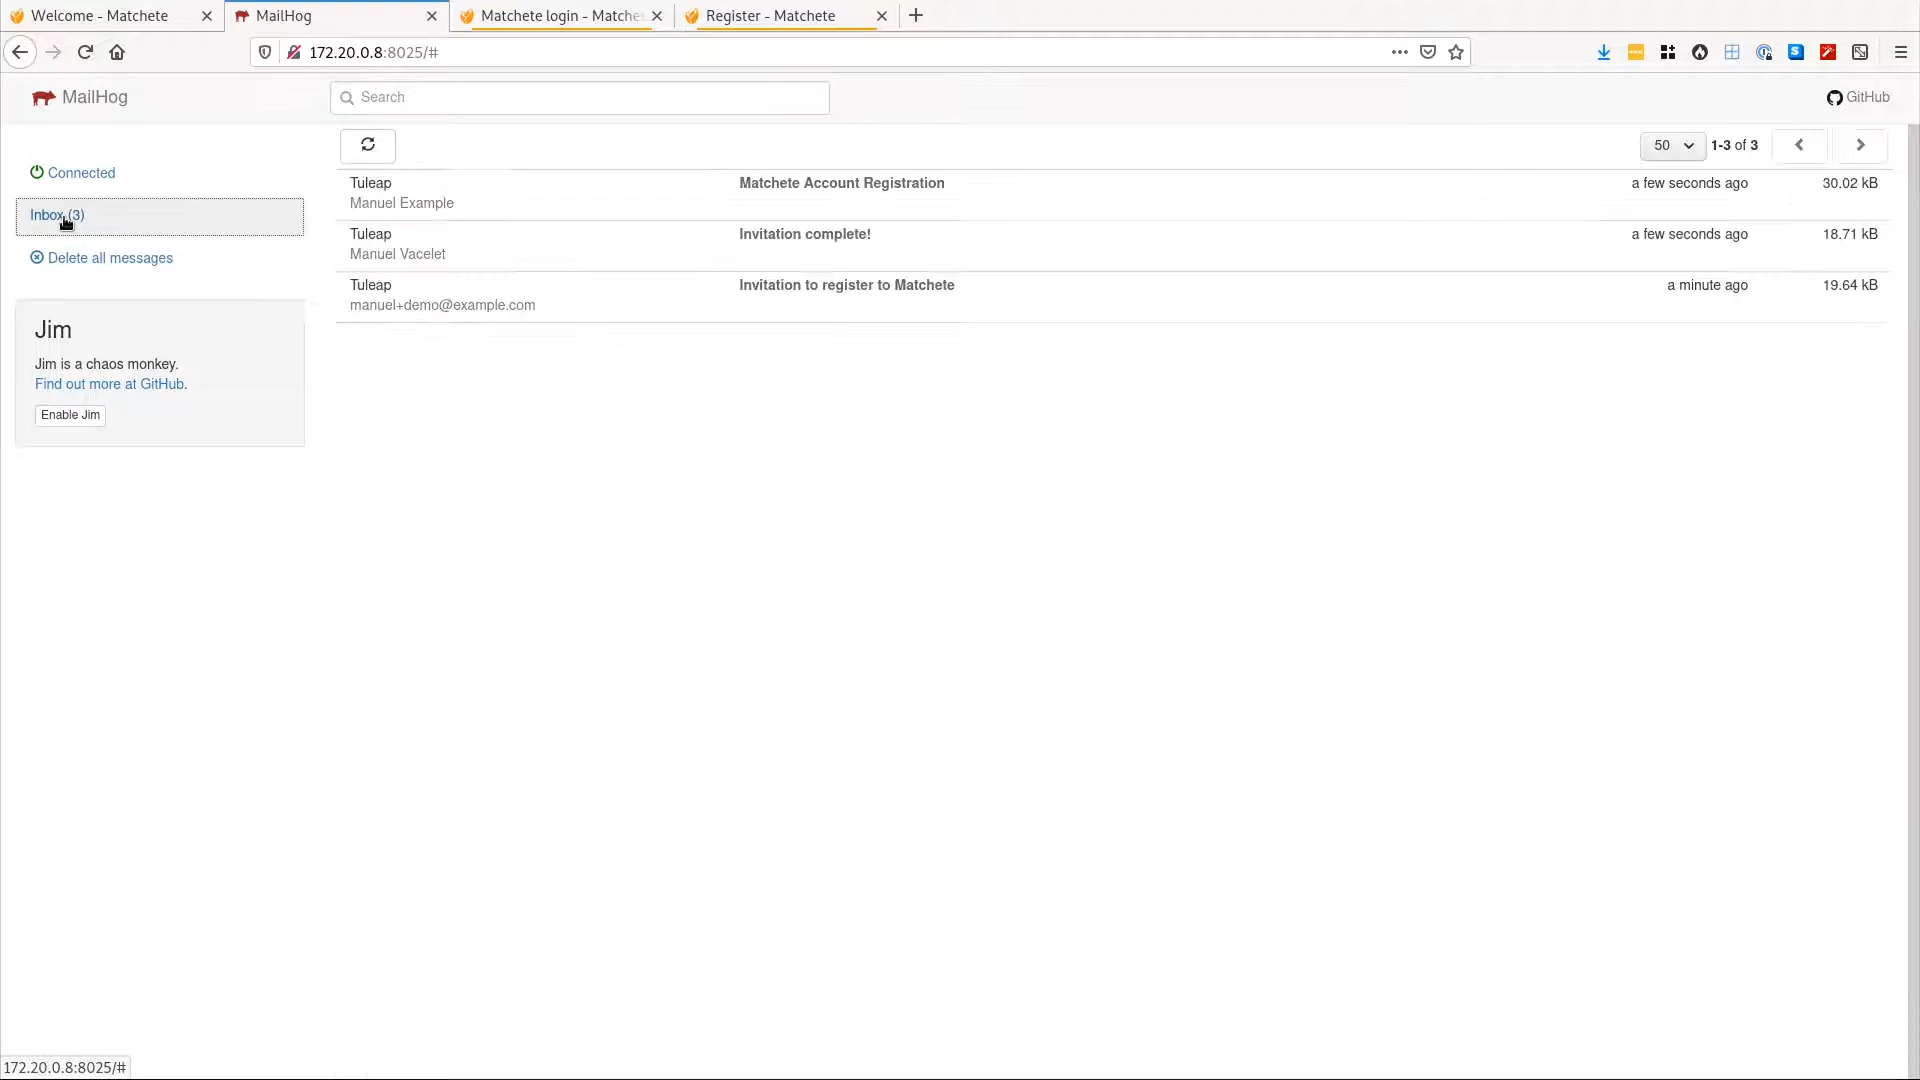 Welcome - Matchete
MailHog
Matchete login - Matche
Register - Matchete
172.20.0.8:8025/#
MailHog
Search
GitHub
Connected
50
1-3 of 3
Inbox (3)
Delete all messages
Tuleap
Manuel Example
Matchete Account Registration
a few seconds ago
30.02 kB
Tuleap
Manuel Vacelet
Invitation complete!
a few seconds ago
18.71 kB
Tuleap
manuel+demo@example.com
Invitation to register to Matchete
a minute ago
19.64 kB
Jim
Jim is a chaos monkey.
Find out more at GitHub.
Enable Jim
172.20.0.8:8025/#